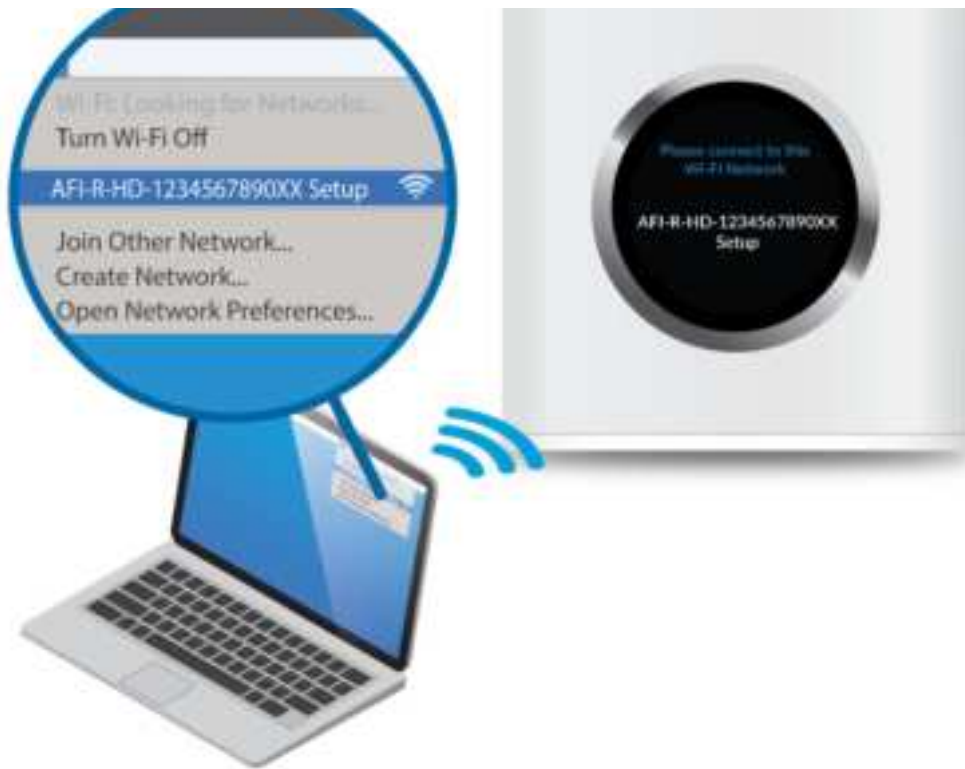 Wi-Fi: Looking for Networks...
Turn Wi-Fi Off
AFI-R-HD-1234567890XX Setup
Join Other Network...
Create Network...
Open Network Preferences...
Please connect to this
Wi-Fi Network
AFI-R-HD-1234567890XX
Setup